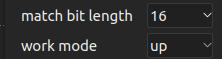 match bit length 16
work mode up